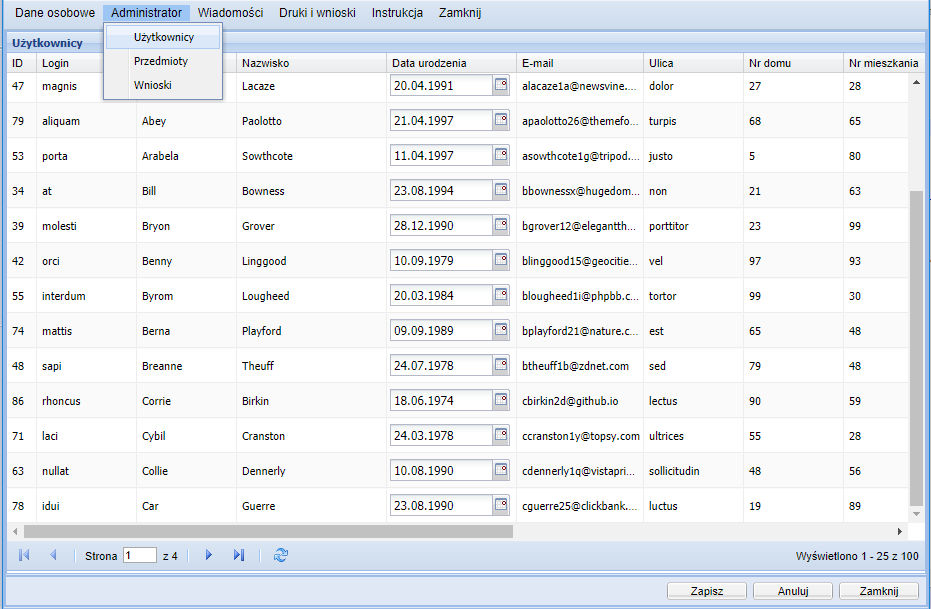 Dane osobowe Administrator Wiadomości Druki i wnioski Instrukcja Zamknij
Użytkownicy
Przedmioty
Wnioski
Użytkownicy
ID Login Nazwisko Data urodzenia E-mail Ulica Nr domu Nr mieszkania
47 magnis Lacaze 20.04.1991 alacaze1a@newsvine.... dolor 27 28
79 aliquam Abey Paolotto 21.04.1997 apaolotto26@themefo... turpis 68 65
53 porta Arabela Sowthcote 11.04.1997 asowthcote1g@tripod.... justo 5 80
34 at Bill Bowness 23.08.1994 bbownessx@hugedom... non 21 63
39 molesti Bryon Grover 28.12.1990 bgrover12@elegantth... porttitor 23 99
42 orci Benny Linggood 10.09.1979 blinggood15@geocitie... vel 97 93
55 interdum Byrom Lougheed 20.03.1984 blougheed1i@phpbb.c... tortor 99 30
74 mattis Berna Playford 09.09.1989 bplayford21@nature.c... est 65 48
48 sapi Breanne Theuff 24.07.1978 btheuff1b@zdnet.com sed 79 48
86 rhoncus Corrie Birkin 18.06.1974 cbirkin2d@github.io lectus 90 59
71 laci Cybil Cranston 24.03.1978 ccranston1y@topsy.com ultrices 55 28
63 nullat Collie Dennerly 10.08.1990 cdennerly1q@vistapri... sollicitudin 48 56
78 idui Car Guerre 23.08.1990 cguerre25@clickbank.... luctus 19 89
Strona 1 z 4 Wyświetlono 1 - 25 z 100
Zapisz Anuluj Zamknij